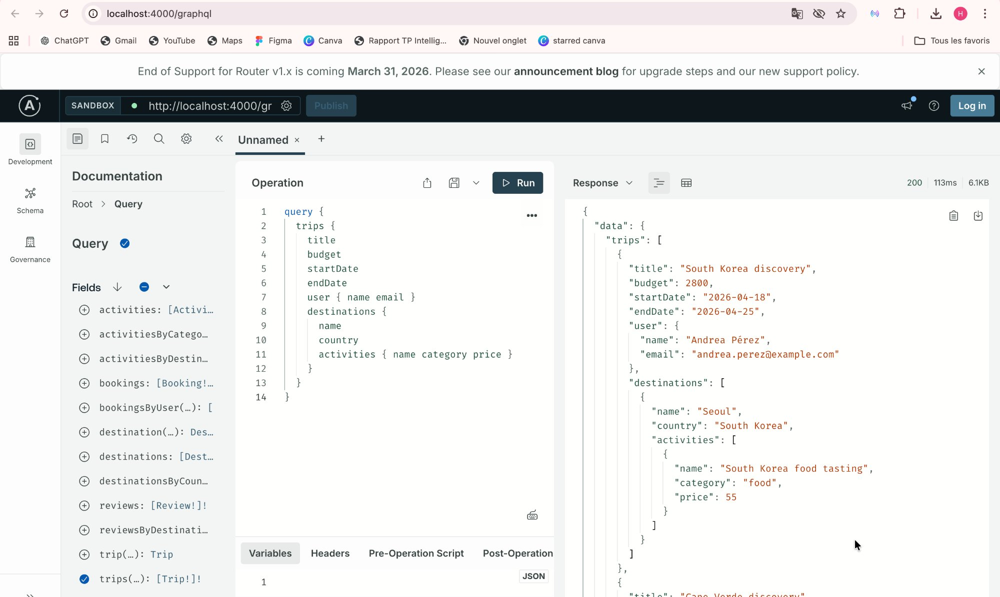 localhost:4000/graphql
H
ChatGPT
Gmail
YouTube
Maps
Figma
Canva
Rapport TP Intellig...
Nouvel onglet
starred canva
Tous les favoris
End of Support for Router v1.x is coming March 31, 2026. Please see our announcement blog for upgrade steps and our new support policy.
SANDBOX
http://localhost:4000/gr
Publish
Log in
Development
Schema
Governance
Unnamed
Documentation
Root > Query
Query
Fields
activities: [Activi…
activitiesByCatego…
activitiesByDestin…
bookings: [Booking!…
bookingsByUser(…): [
destination(…): Des…
destinations: [Dest…
destinationsByCoun…
reviews: [Review!]!
reviewsByDestinati…
trip(…): Trip
trips(…): [Trip!]!
Operation
Run
1 query {
2 trips {
3 title
4 budget
5 startDate
6 endDate
7 user { name email }
8 destinations {
9 name
10 country
11 activities { name category price }
12 }
13 }
14 }
Variables
Headers
Pre-Operation Script
Post-Operation
1
JSON
Response
200
113ms
6.1KB
{
"data": {
"trips": [
{
"title": "South Korea discovery",
"budget": 2800,
"startDate": "2026-04-18",
"endDate": "2026-04-25",
"user": {
"name": "Andrea Pérez",
"email": "andrea.perez@example.com"
},
"destinations": [
{
"name": "Seoul",
"country": "South Korea",
"activities": [
{
"name": "South Korea food tasting",
"category": "food",
"price": 55
}
]
}
]
},
{
"title": "Cape Verde discovery"